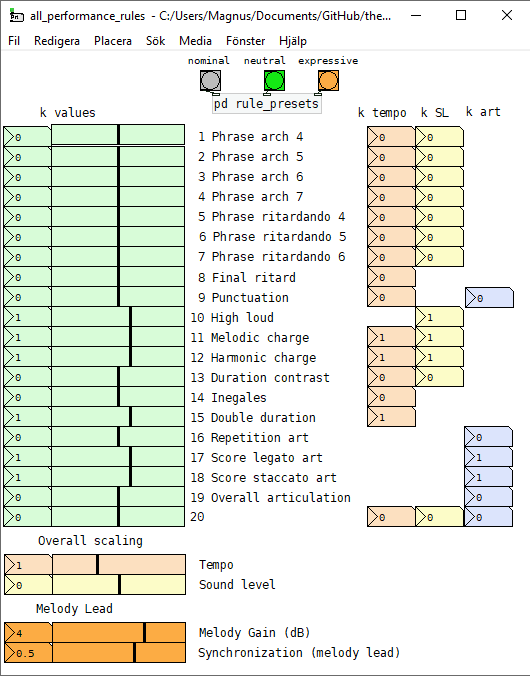 all_performance_rules - C:/Users/Magnus/Documents/GitHub/the...
Fil Redigera Placera Sök Media Fönster Hjälp
nominal neutral expressive
pd rule_presets
k values k tempo k SL k art
0 1 Phrase arch 4 0 0
0 2 Phrase arch 5 0 0
0 3 Phrase arch 6 0 0
0 4 Phrase arch 7 0 0
0 5 Phrase ritardando 4 0 0
0 6 Phrase ritardando 5 0 0
0 7 Phrase ritardando 6 0 0
0 8 Final ritard 0
0 9 Punctuation 0 0
1 10 High loud 1
1 11 Melodic charge 1 1
1 12 Harmonic charge 1 1
0 13 Duration contrast 0 0
0 14 Inegales 0
1 15 Double duration 1
0 16 Repetition art 0
1 17 Score legato art 1
1 18 Score staccato art 1
0 19 Overall articulation 0
0 20 0 0 0
Overall scaling
1 Tempo
0 Sound level
Melody Lead
4 Melody Gain (dB)
0.5 Synchronization (melody lead)